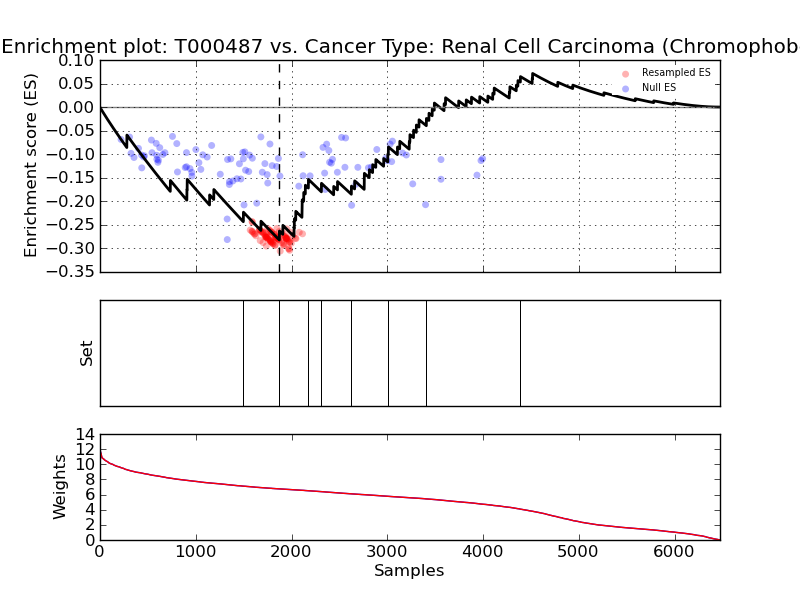 Enrichment plot: T000487 vs. Cancer Type: Renal Cell Carcinoma (Chromophob
0.10
0.05
0.00
−0.05
−0.10
−0.15
−0.20
−0.25
−0.30
−0.35
Enrichment score (ES)
Resampled ES
Null ES
Set
14
12
10
8
6
4
2
0
Weights
0 1000 2000 3000 4000 5000 6000
Samples